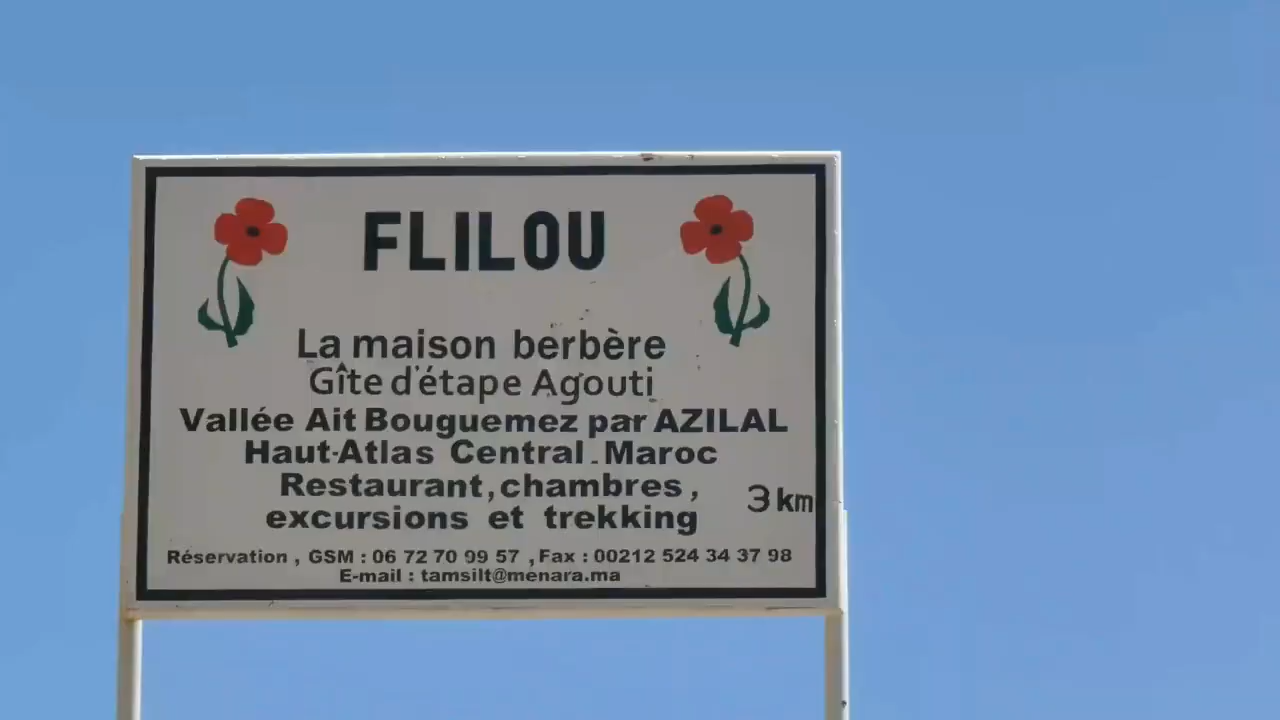 FLILOU
La maison berbère
Gîte d'étape Agouti
Vallée Ait Bouguemez par AZILAL
Haut-Atlas Central. Maroc
Restaurant, chambres,
excursions et trekking
3 km
Réservation, GSM : 06 72 70 99 57, Fax : 00212 524 34 37 98
E-mail : tamsilt@menara.ma